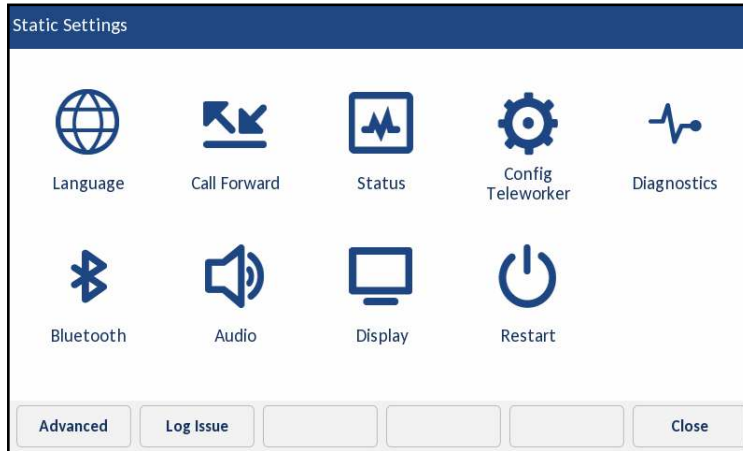 Static Settings
Language
Call Forward
Status
Config
Teleworker
Diagnostics
Bluetooth
Audio
Display
Restart
Advanced
Log Issue
Close